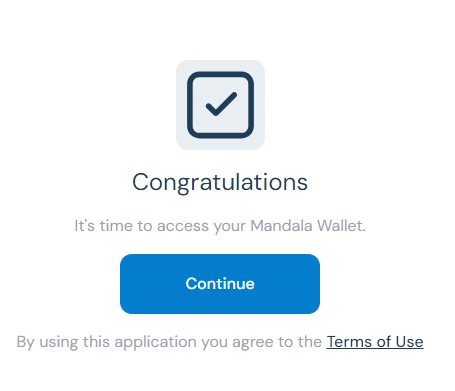 Congratulations
It's time to access your Mandala Wallet.
Continue
By using this application you agree to the Terms of Use